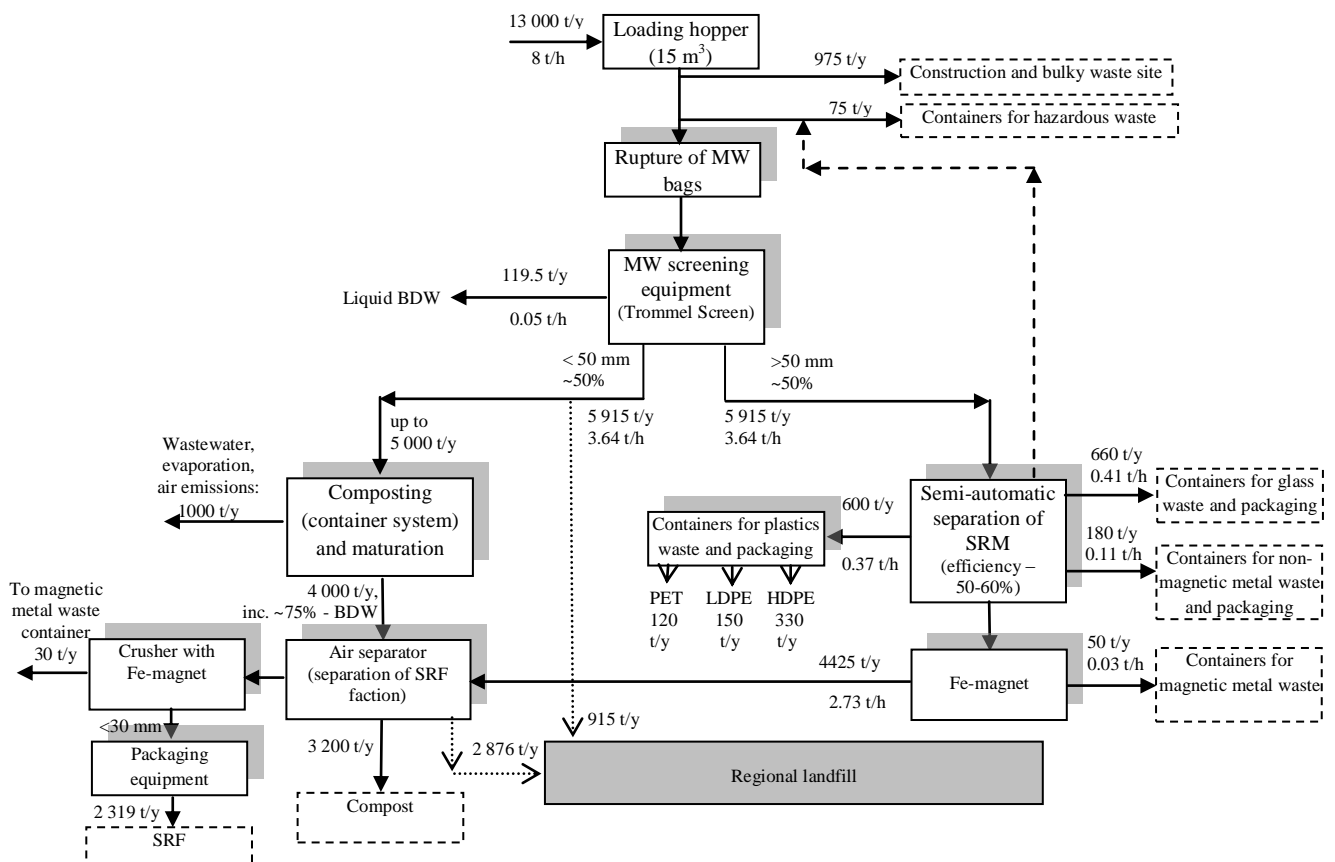 13 000 t/y
8 t/h
Loading hopper
(15 m³)
975 t/y
Construction and bulky waste site
75 t/y
Containers for hazardous waste
Rupture of MW
bags
MW screening
equipment
(Trommel Screen)
119.5 t/y
Liquid BDW
0.05 t/h
< 50 mm
~50%
>50 mm
~50%
5 915 t/y
3.64 t/h
5 915 t/y
3.64 t/h
up to
5 000 t/y
Wastewater,
evaporation,
air emissions:
1000 t/y
Composting
(container system)
and maturation
600 t/y
Containers for plastics
waste and packaging
0.37 t/h
PET
120
t/y
LDPE
150
t/y
HDPE
330
t/y
Semi-automatic
separation of
SRM
(efficiency –
50-60%)
660 t/y
0.41 t/h
Containers for glass
waste and packaging
180 t/y
0.11 t/h
Containers for non-
magnetic metal waste
and packaging
4 000 t/y,
inc. ~75% - BDW
To magnetic
metal waste
container
30 t/y
Crusher with
Fe-magnet
Air separator
(separation of SRF
faction)
4425 t/y
2.73 t/h
Fe-magnet
50 t/y
0.03 t/h
Containers for
magnetic metal waste
<30 mm
Packaging
equipment
3 200 t/y
2 876 t/y
915 t/y
Regional landfill
2 319 t/y
SRF
Compost